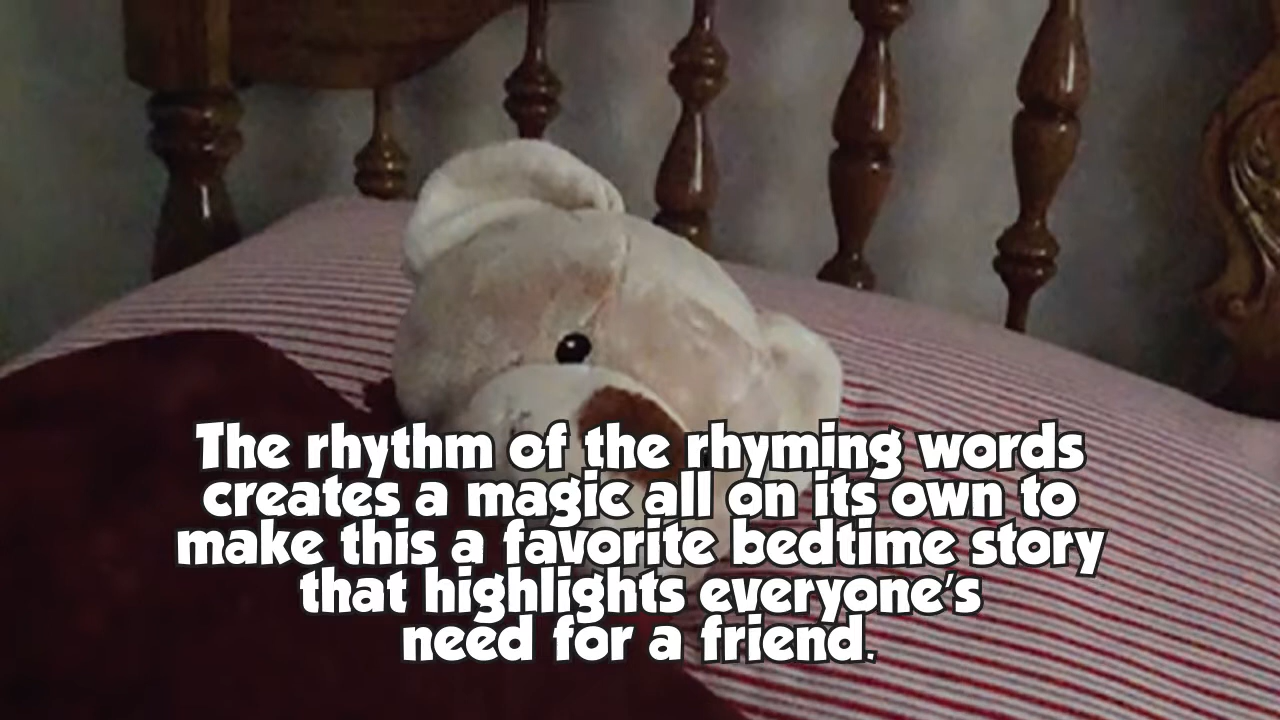 The rhythm of the rhyming words
creates a magic all on its own to
make this a favorite bedtime story
that highlights everyone's
need for a friend.